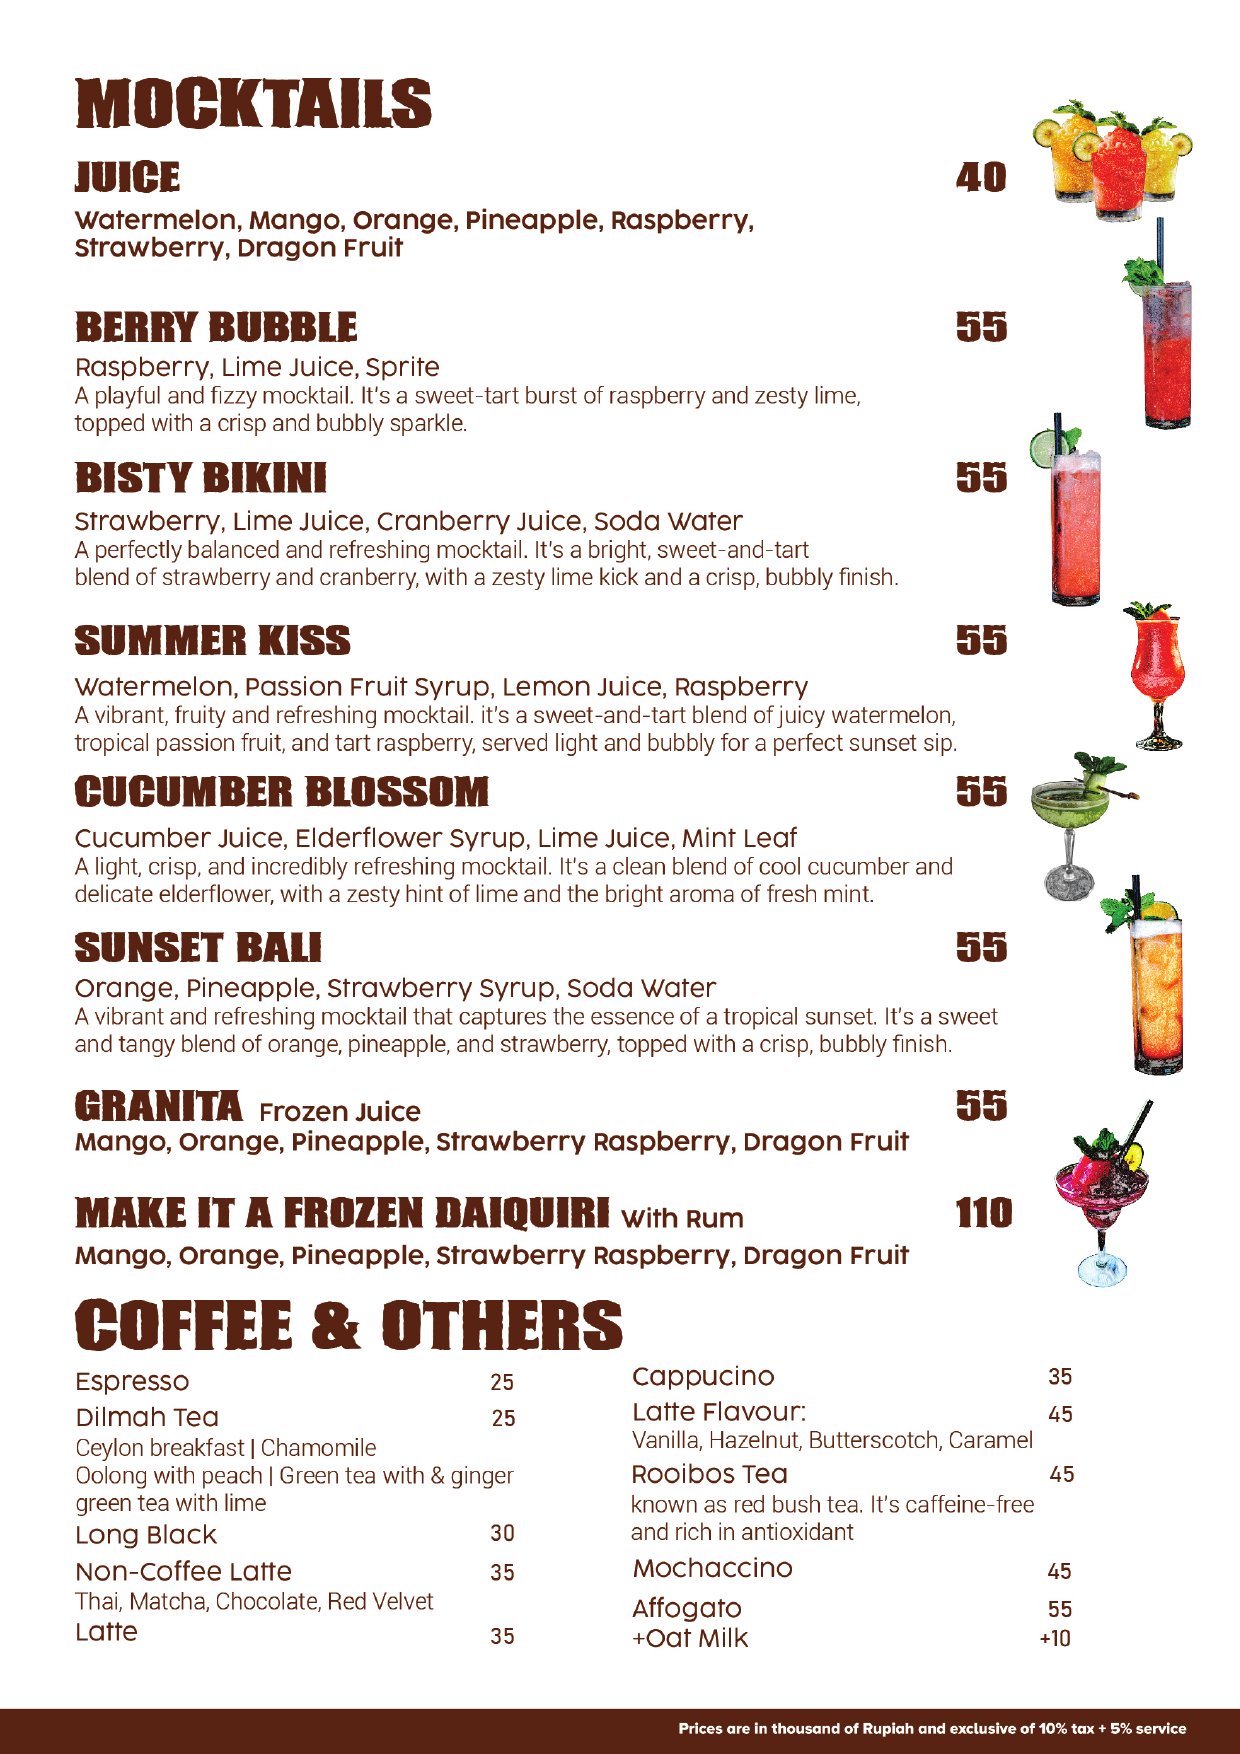 MOCKTAILS
JUICE 40
Watermelon, Mango, Orange, Pineapple, Raspberry,
Strawberry, Dragon Fruit
BERRY BUBBLE 55
Raspberry, Lime Juice, Sprite
A playful and fizzy mocktail. It's a sweet-tart burst of raspberry and zesty lime,
topped with a crisp and bubbly sparkle.
BISTY BIKINI 55
Strawberry, Lime Juice, Cranberry Juice, Soda Water
A perfectly balanced and refreshing mocktail. It's a bright, sweet-and-tart
blend of strawberry and cranberry, with a zesty lime kick and a crisp, bubbly finish.
SUMMER KISS 55
Watermelon, Passion Fruit Syrup, Lemon Juice, Raspberry
A vibrant, fruity and refreshing mocktail. it's a sweet-and-tart blend of juicy watermelon,
tropical passion fruit, and tart raspberry, served light and bubbly for a perfect sunset sip.
CUCUMBER BLOSSOM 55
Cucumber Juice, Elderflower Syrup, Lime Juice, Mint Leaf
A light, crisp, and incredibly refreshing mocktail. It's a clean blend of cool cucumber and
delicate elderflower, with a zesty hint of lime and the bright aroma of fresh mint.
SUNSET BALI 55
Orange, Pineapple, Strawberry Syrup, Soda Water
A vibrant and refreshing mocktail that captures the essence of a tropical sunset. It's a sweet
and tangy blend of orange, pineapple, and strawberry, topped with a crisp, bubbly finish.
GRANITA Frozen Juice 55
Mango, Orange, Pineapple, Strawberry Raspberry, Dragon Fruit
MAKE IT A FROZEN DAIQUIRI With Rum 110
Mango, Orange, Pineapple, Strawberry Raspberry, Dragon Fruit
COFFEE & OTHERS
Espresso 25
Dilmah Tea 25
Ceylon breakfast | Chamomile
Oolong with peach | Green tea with & ginger
green tea with lime
Long Black 30
Non-Coffee Latte 35
Thai, Matcha, Chocolate, Red Velvet
Latte 35
Cappucino 35
Latte Flavour: 45
Vanilla, Hazelnut, Butterscotch, Caramel
Rooibos Tea 45
known as red bush tea. It's caffeine-free
and rich in antioxidant
Mochaccino 45
Affogato 55
+Oat Milk +10
Prices are in thousand of Rupiah and exclusive of 10% tax + 5% service